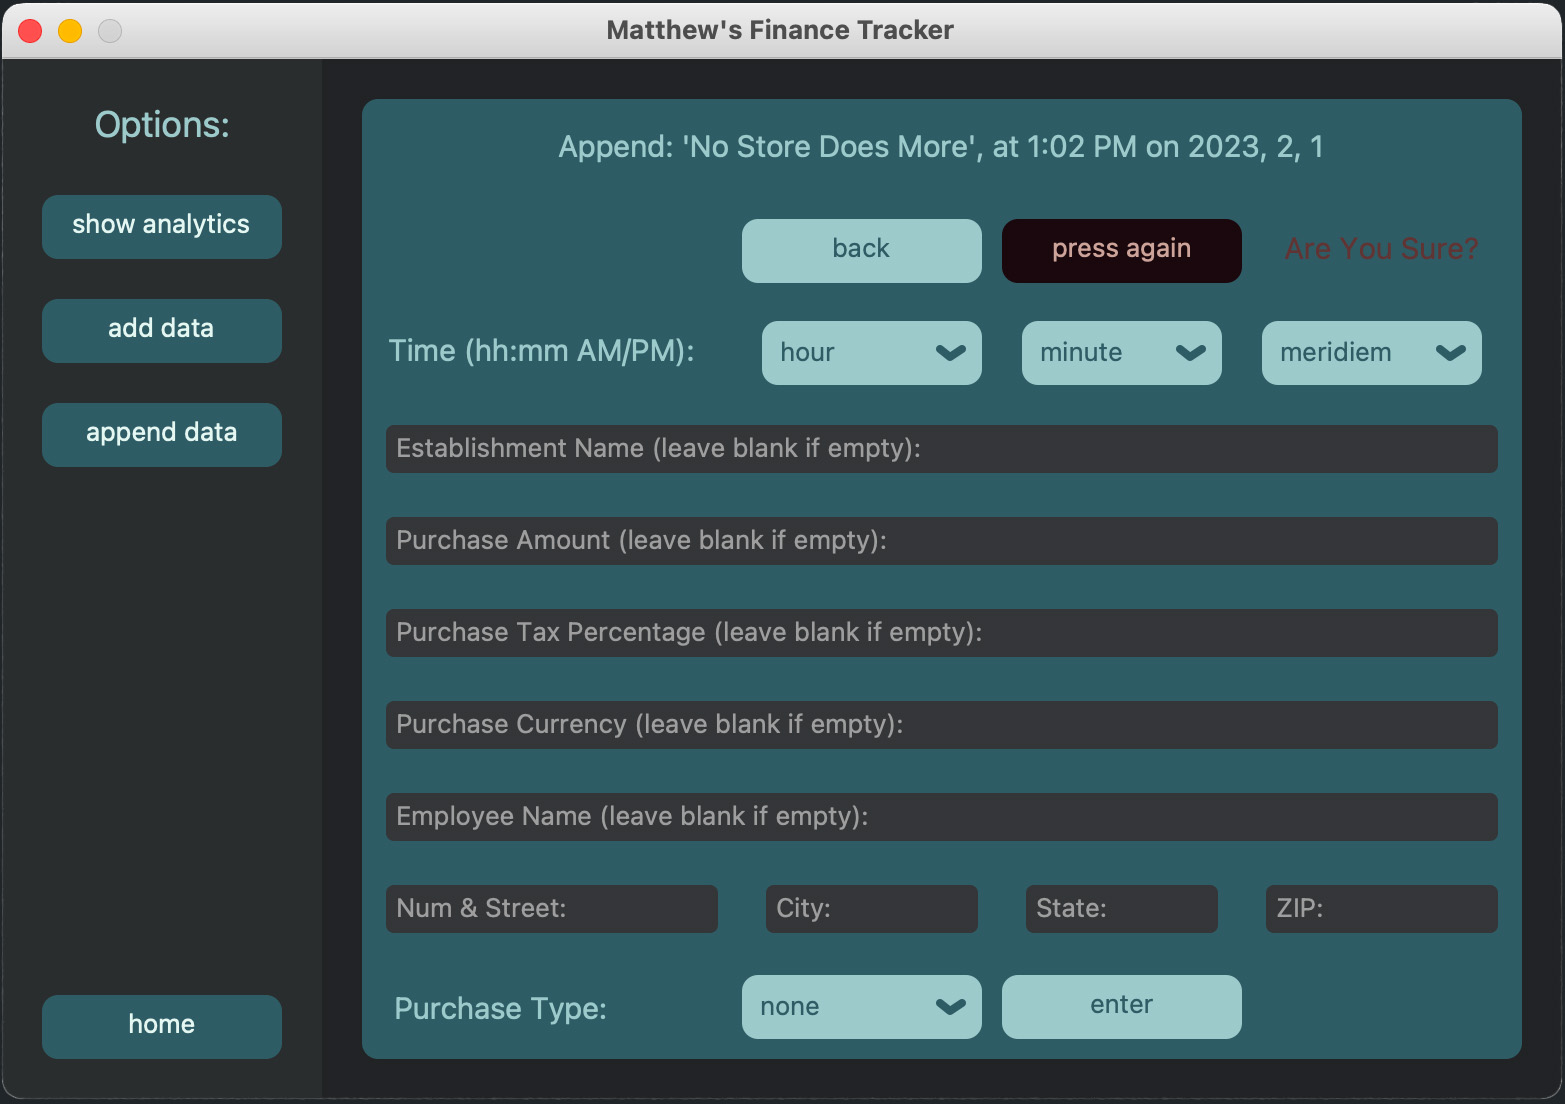 Matthew's Finance Tracker
Options:
show analytics
add data
append data
home
Append: 'No Store Does More', at 1:02 PM on 2023, 2, 1
back
press again
Are You Sure?
Time (hh:mm AM/PM):
hour
minute
meridiem
Establishment Name (leave blank if empty):
Purchase Amount (leave blank if empty):
Purchase Tax Percentage (leave blank if empty):
Purchase Currency (leave blank if empty):
Employee Name (leave blank if empty):
Num & Street:
City:
State:
ZIP:
Purchase Type:
none
enter